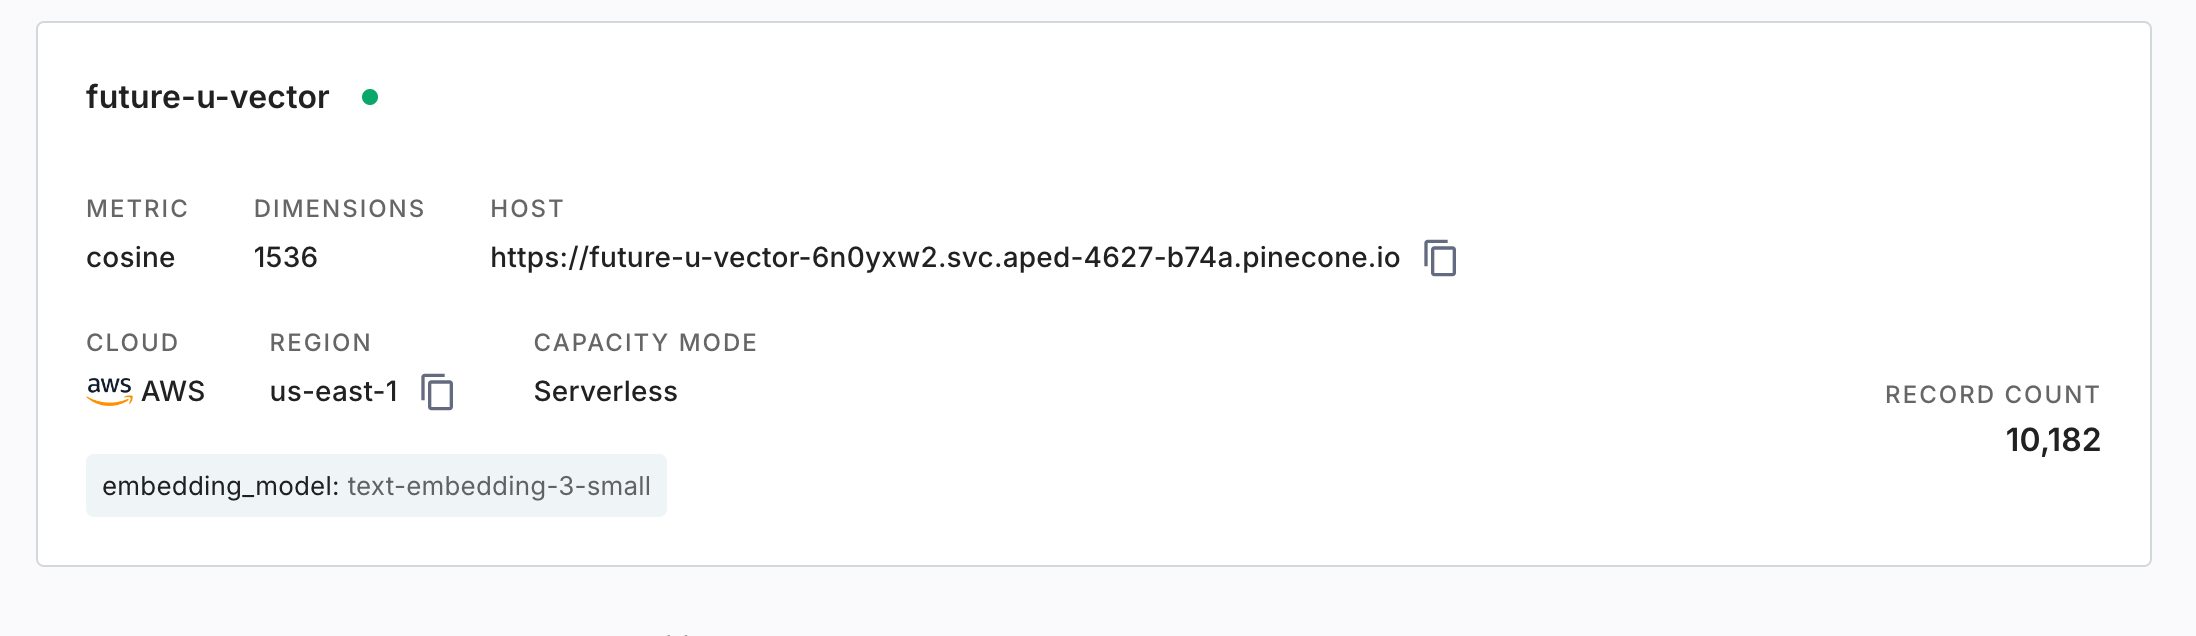 future-u-vector
METRIC DIMENSIONS HOST
cosine 1536 https://future-u-vector-6n0yxw2.svc.aped-4627-b74a.pinecone.io
CLOUD REGION CAPACITY MODE
aws AWS us-east-1 Serverless
RECORD COUNT
10,182
embedding_model: text-embedding-3-small